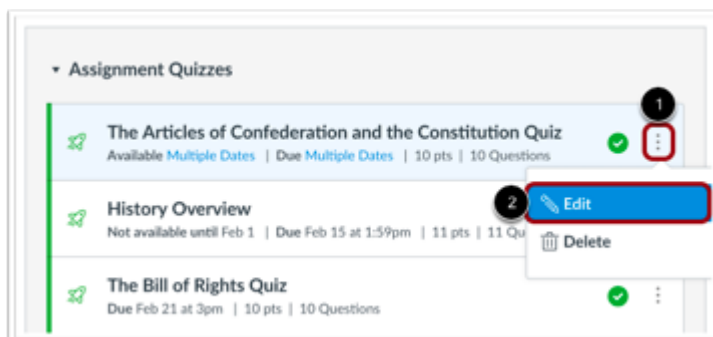 Assignment Quizzes
1
The Articles of Confederation and the Constitution Quiz
Available Multiple Dates | Due Multiple Dates | 10 pts | 10 Questions
2
Edit
History Overview
Not available until Feb 1 | Due Feb 15 at 1:59pm | 11 pts | 11
Delete
The Bill of Rights Quiz
Due Feb 21 at 3pm | 10 pts | 10 Questions